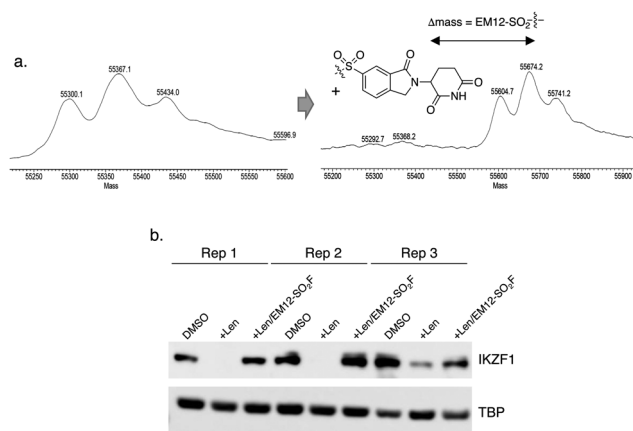 a.
55300.1
55367.1
55434.0
55596.9
55250 55300 55350 55400 55450 55500 55550 55600
Mass
+
O O
S
O
N
O
NH
O
Δmass = EM12-SO2
55292.7
55368.2
55604.7
55674.2
55741.2
55200 55300 55400 55500 55600 55700 55800 55900
Mass
b.
Rep 1 Rep 2 Rep 3
DMSO +Len +Len/EM12-SO2F DMSO +Len +Len/EM12-SO2F DMSO +Len +Len/EM12-SO2F
IKZF1
TBP